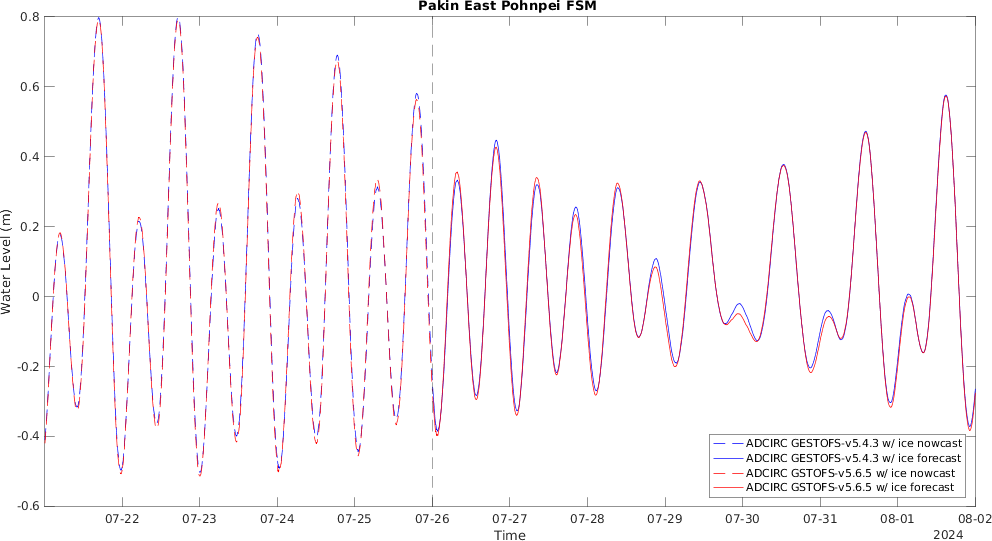 Pakin East Pohnpei FSM
0.8
0.6
0.4
0.2
0
-0.2
-0.4
-0.6
Water Level (m)
ADCIRC GESTOFS-v5.4.3 w/ ice nowcast
ADCIRC GESTOFS-v5.4.3 w/ ice forecast
ADCIRC GSTOFS-v5.6.5 w/ ice nowcast
ADCIRC GSTOFS-v5.6.5 w/ ice forecast
07-22 07-23 07-24 07-25 07-26 07-27 07-28 07-29 07-30 07-31 08-01 08-02
Time
2024